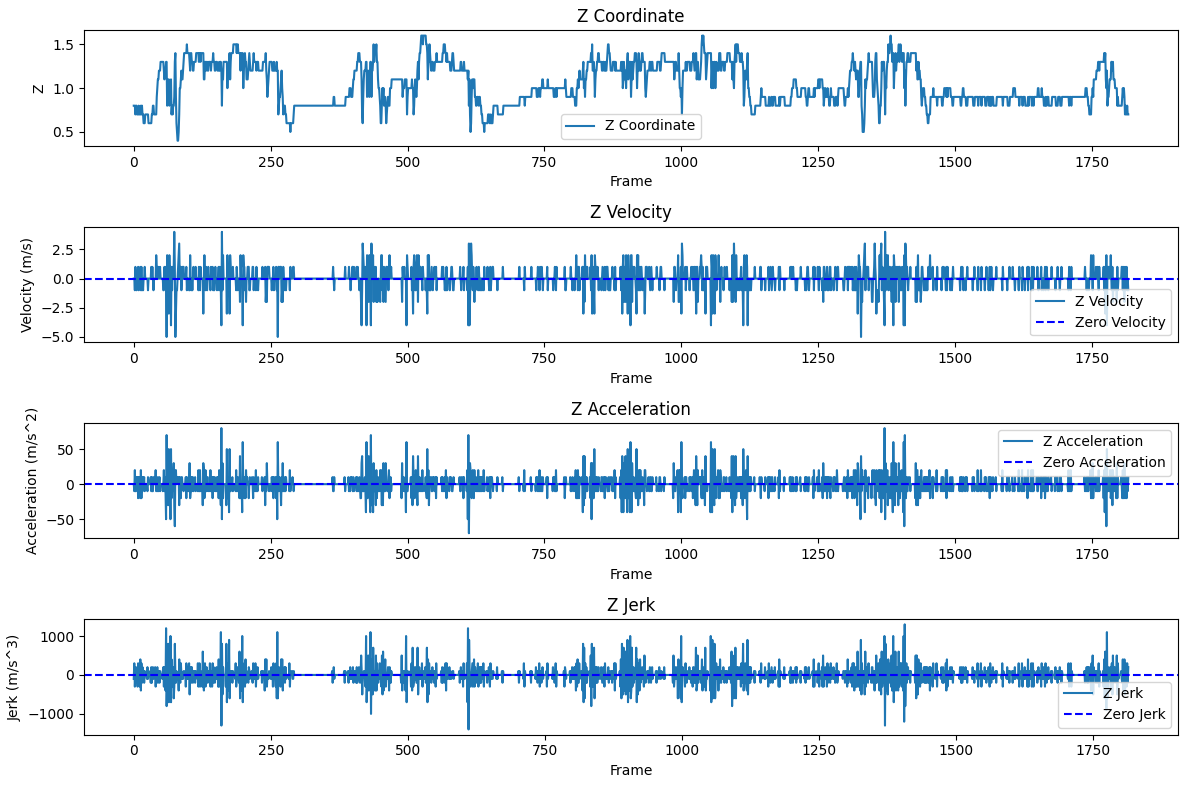 Z Coordinate
Z
1.5
1.0
0.5
Z Coordinate
0 250 500 750 1000 1250 1500 1750
Frame
Z Velocity
Velocity (m/s)
2.5
0.0
−2.5
−5.0
Z Velocity
Zero Velocity
0 250 500 750 1000 1250 1500 1750
Frame
Z Acceleration
Acceleration (m/s^2)
50
0
−50
Z Acceleration
Zero Acceleration
0 250 500 750 1000 1250 1500 1750
Frame
Z Jerk
Jerk (m/s^3)
1000
0
−1000
Z Jerk
Zero Jerk
0 250 500 750 1000 1250 1500 1750
Frame